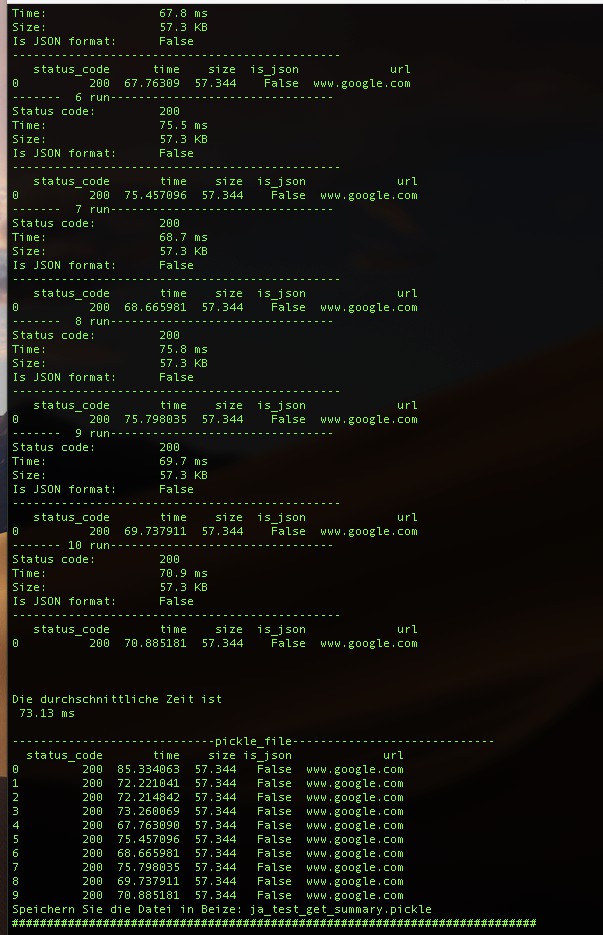 Time:                67.8 ms
Size:                57.3 KB
Is JSON format:      False
-----------------------------------------------
   status_code       time    size  is_json             url
0          200  67.76309  57.344    False  www.google.com
-------  6 run--------------------------------
Status code:         200
Time:                75.5 ms
Size:                57.3 KB
Is JSON format:      False
-----------------------------------------------
   status_code       time    size  is_json             url
0          200  75.457096  57.344    False  www.google.com
-------  7 run--------------------------------
Status code:         200
Time:                68.7 ms
Size:                57.3 KB
Is JSON format:      False
-----------------------------------------------
   status_code       time    size  is_json             url
0          200  68.665981  57.344    False  www.google.com
-------  8 run--------------------------------
Status code:         200
Time:                75.8 ms
Size:                57.3 KB
Is JSON format:      False
-----------------------------------------------
   status_code       time    size  is_json             url
0          200  75.798035  57.344    False  www.google.com
-------  9 run--------------------------------
Status code:         200
Time:                69.7 ms
Size:                57.3 KB
Is JSON format:      False
-----------------------------------------------
   status_code       time    size  is_json             url
0          200  69.737911  57.344    False  www.google.com
------- 10 run--------------------------------
Status code:         200
Time:                70.9 ms
Size:                57.3 KB
Is JSON format:      False
-----------------------------------------------
   status_code       time    size  is_json             url
0          200  70.885181  57.344    False  www.google.com
Die durchschnittliche Zeit ist
 73.13 ms
-----------------------------pickle_file-----------------------------
  status_code       time    size is_json             url
0         200  85.334063  57.344   False  www.google.com
1         200  72.221041  57.344   False  www.google.com
2         200  72.214842  57.344   False  www.google.com
3         200  73.260069  57.344   False  www.google.com
4         200  67.763090  57.344   False  www.google.com
5         200  75.457096  57.344   False  www.google.com
6         200  68.665981  57.344   False  www.google.com
7         200  75.798035  57.344   False  www.google.com
8         200  69.737911  57.344   False  www.google.com
9         200  70.885181  57.344   False  www.google.com
Speichern Sie die Datei in Beize: ja_test_get_summary.pickle
###########################################################################